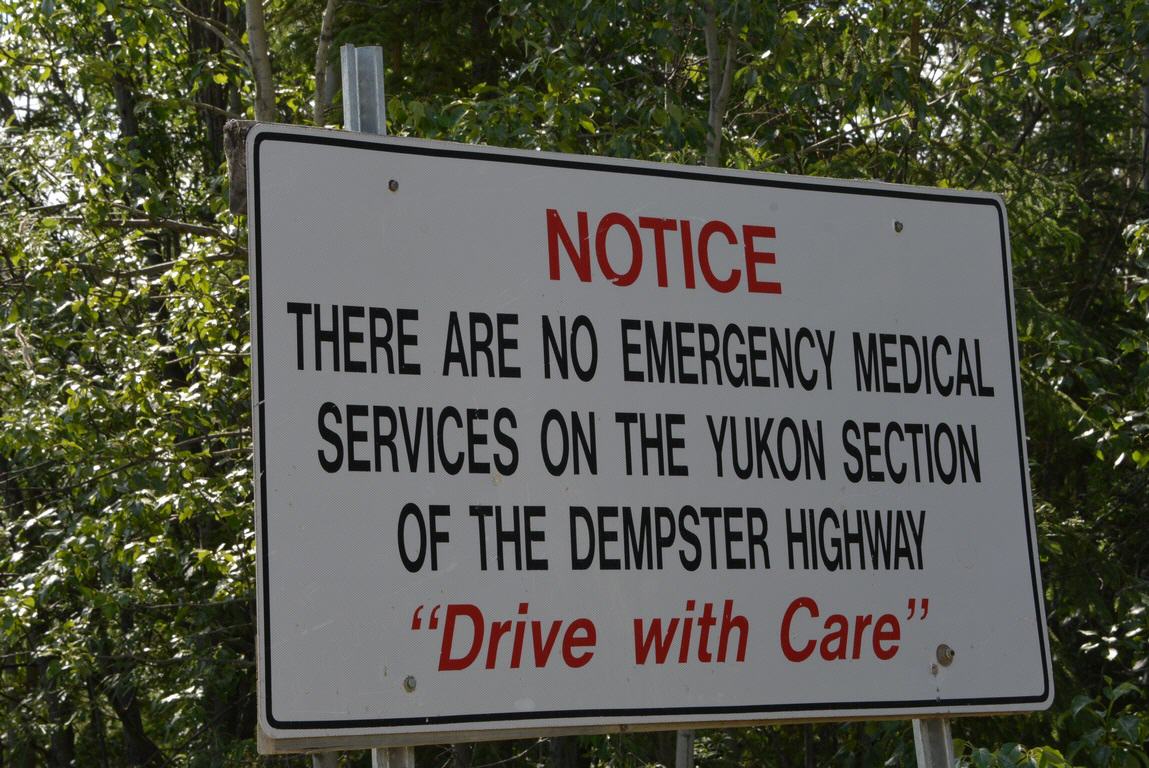 NOTICE
THERE ARE NO EMERGENCY MEDICAL
SERVICES ON THE YUKON SECTION
OF THE DEMPSTER HIGHWAY
“Drive with Care”